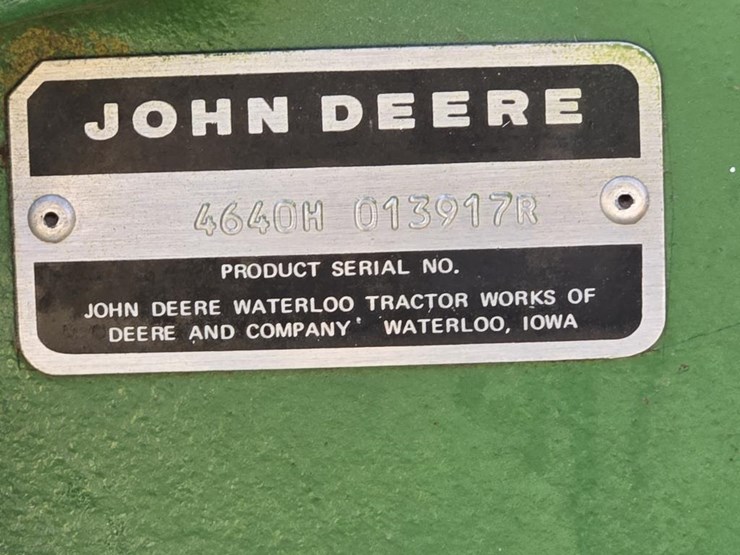 JOHN DEERE
4640H 013917R
PRODUCT SERIAL NO.
JOHN DEERE WATERLOO TRACTOR WORKS OF
DEERE AND COMPANY WATERLOO, IOWA